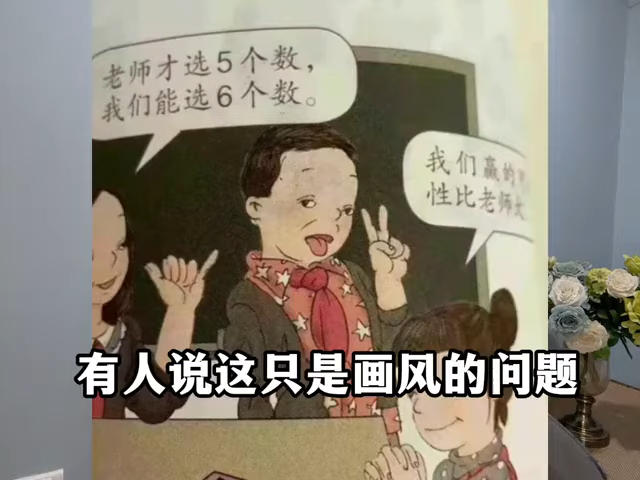 老师才选5个数，
我们能选6个数。
我们赢的
性比老师
有人说这只是画风的问题